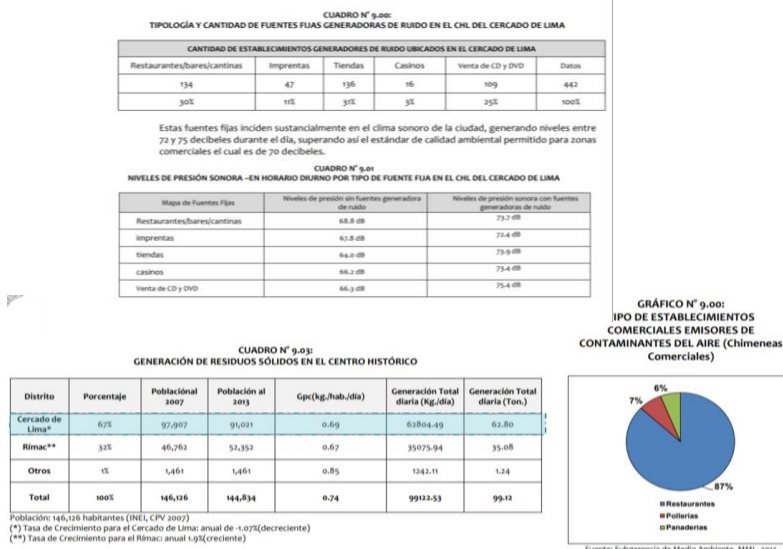 CUADRO N° 9.00:
TIPOLOGÍA Y CANTIDAD DE FUENTES FIJAS GENERADORAS DE RUIDO EN EL CHL DEL CERCADO DE LIMA
CANTIDAD DE ESTABLECIMIENTOS GENERADORES DE RUIDO UBICADOS EN EL CERCADO DE LIMA
Restaurantes/bares/cantinas Imprentas Tiendas Casinos Venta de CD y DVD Datos
134 47 136 16 109 442
30% 11% 31% 3% 25% 100%
Estas fuentes fijas inciden sustancialmente en el clima sonoro de la ciudad, generando niveles entre
72 y 75 decibeles durante el día, superando así el estándar de calidad ambiental permitido para zonas
comerciales el cual es de 70 decibeles.
CUADRO N° 9.01
NIVELES DE PRESIÓN SONORA –EN HORARIO DIURNO POR TIPO DE FUENTE FIJA EN EL CHL DEL CERCADO DE LIMA
Mapa de Fuentes Fijas Niveles de presión sin fuentes generadora de ruido Niveles de presión sonora con fuentes generadoras de ruido
Restaurantes/bares/cantinas 68.8 dB 73.7 dB
imprentas 67.8 dB 72.4 dB
tiendas 64.0 dB 73.9 dB
casinos 66.2 dB 73.4 dB
Venta de CD y DVD 66.3 dB 75.4 dB
CUADRO N° 9.03:
GENERACIÓN DE RESIDUOS SÓLIDOS EN EL CENTRO HISTÓRICO
Distrito Porcentaje Poblaciónal 2007 Población al 2013 Gpc(kg./hab./día) Generación Total diaria (Kg./día) Generación Total diaria (Ton.)
Cercado de Lima* 67% 97,907 91,021 0.69 62804.49 62.80
Rímac** 32% 46,762 52,352 0.67 35075.94 35.08
Otros 1% 1,461 1,461 0.85 1242.11 1.24
Total 100% 146,126 144,834 0.74 99122.53 99.12
Población: 146,126 habitantes (INEI, CPV 2007)
(*) Tasa de Crecimiento para el Cercado de Lima: anual de -1.07%(decreciente)
(**) Tasa de Crecimiento para el Rímac: anual 1.9%(creciente)
GRÁFICO N° 9.00:
IPO DE ESTABLECIMIENTOS
COMERCIALES EMISORES DE
CONTAMINANTES DEL AIRE (Chimeneas
Comerciales)
6%
7%
87%
Restaurantes
Pollerias
Panaderias
Fuente: Subgerencia de Medio Ambiente, MML,